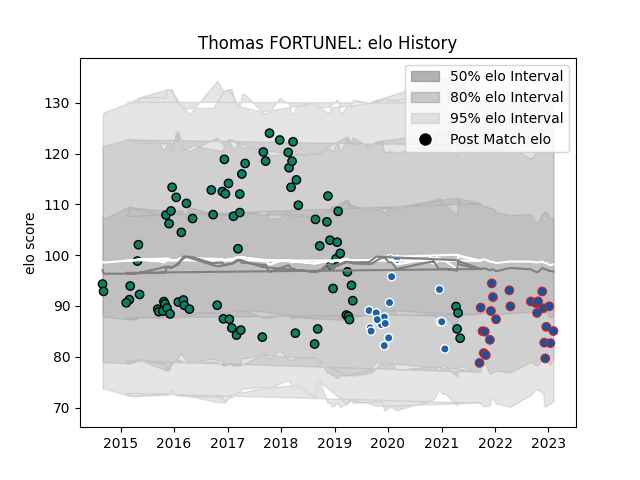 Thomas FORTUNEL: elo History
50% elo Interval
80% elo Interval
95% elo Interval
Post Match elo
elo score
130
120
110
100
90
80
70
2015 2016 2017 2018 2019 2020 2021 2022 2023